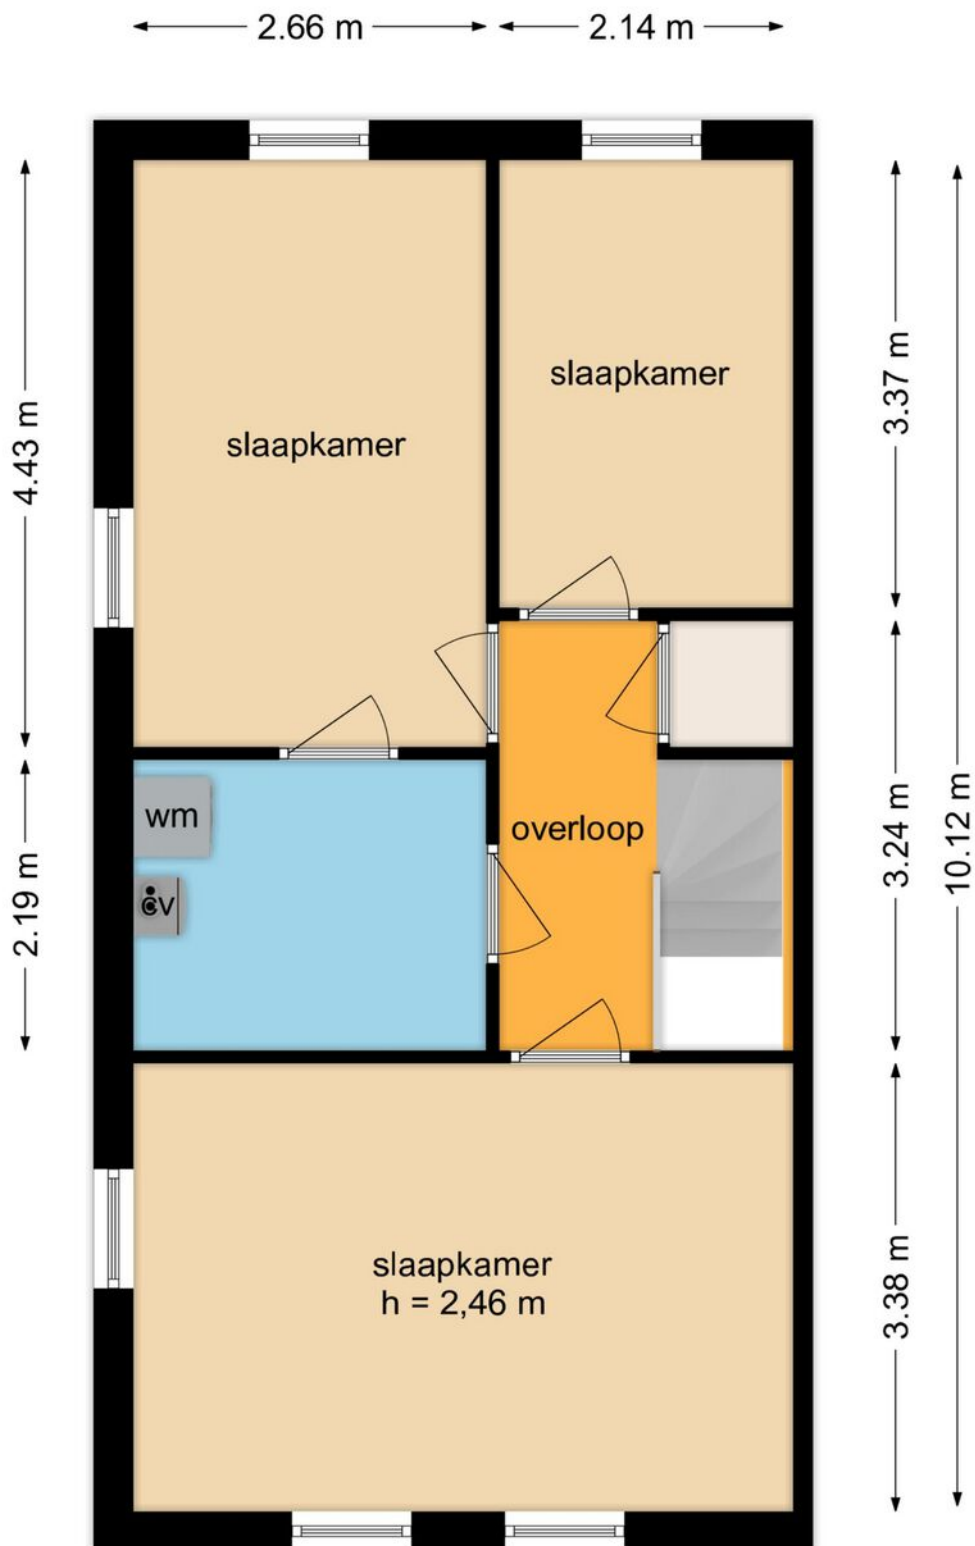 2.66 m
2.14 m
4.43 m
2.19 m
3.37 m
3.24 m
10.12 m
3.38 m
slaapkamer
slaapkamer
wm
cv
overloop
slaapkamer
h = 2,46 m